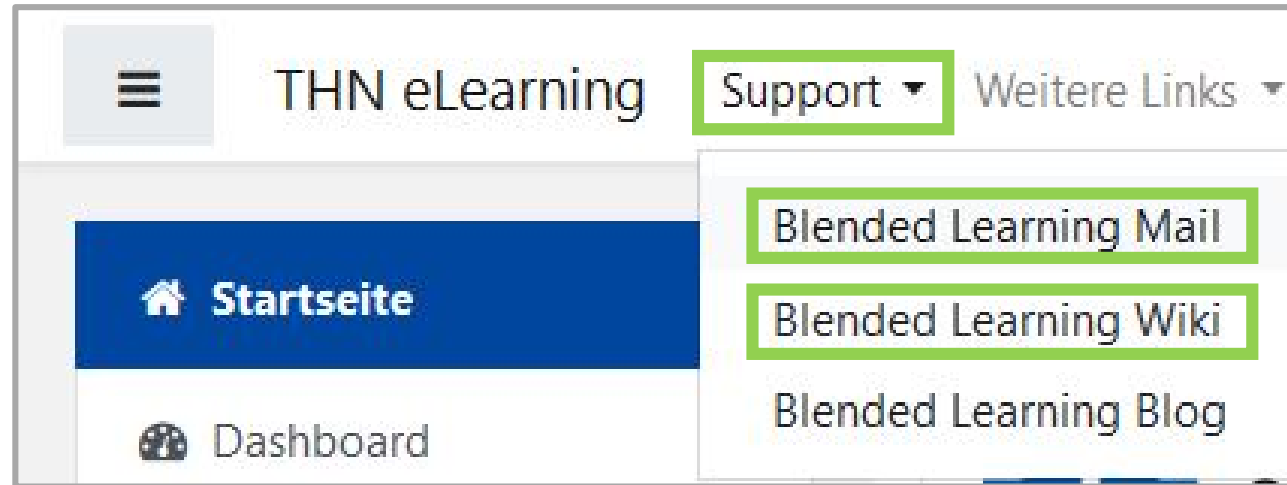 THN eLearning Support Weitere Links
Blended Learning Mail
Startseite
Blended Learning Wiki
Blended Learning Blog
Dashboard